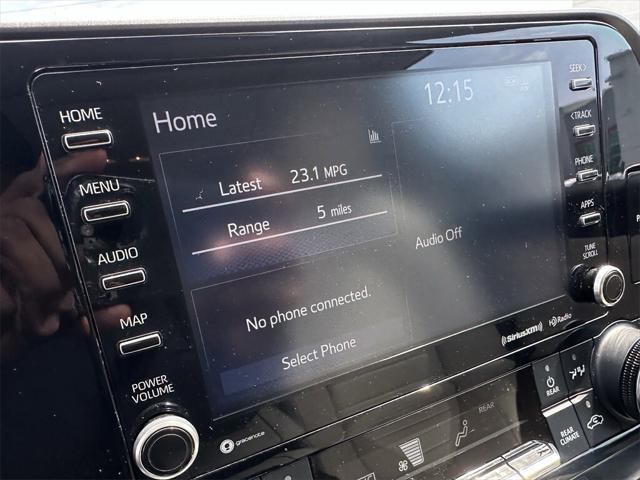 HOME
MENU
AUDIO
MAP
POWER
VOLUME
Home
12:15
Latest 23.1 MPG
Range 5 miles
Audio Off
No phone connected.
Select Phone
SEEK>
<TRACK
PHONE
APPS
TUNE
SCROLL
((SiriusXM))
HD Radio
gracenote
REAR
REAR
REAR
CLIMATE